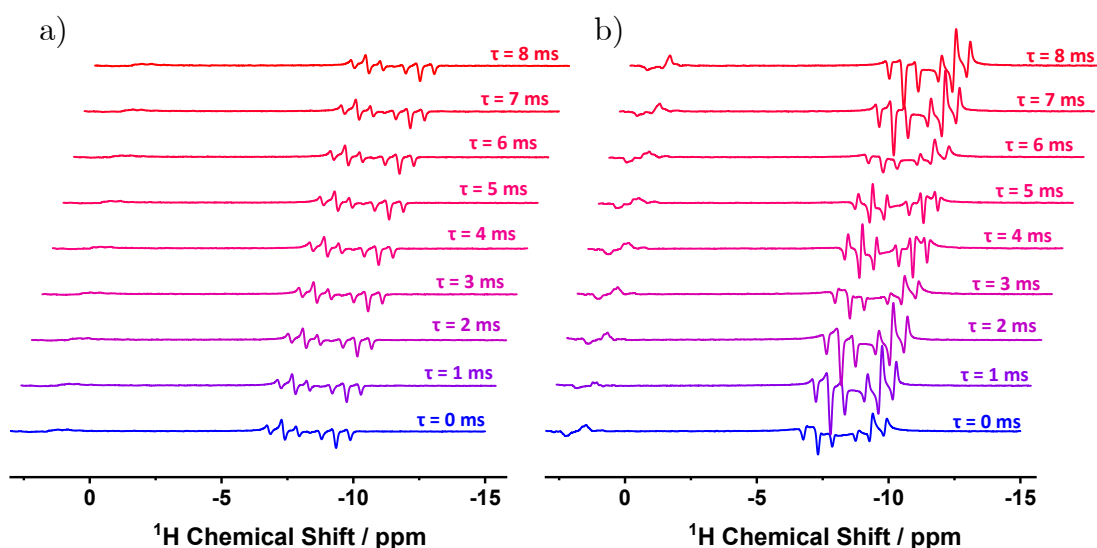 a)
τ = 8 ms
τ = 7 ms
τ = 6 ms
τ = 5 ms
τ = 4 ms
τ = 3 ms
τ = 2 ms
τ = 1 ms
τ = 0 ms
0 -5 -10 -15
¹H Chemical Shift / ppm
b)
τ = 8 ms
τ = 7 ms
τ = 6 ms
τ = 5 ms
τ = 4 ms
τ = 3 ms
τ = 2 ms
τ = 1 ms
τ = 0 ms
0 -5 -10 -15
¹H Chemical Shift / ppm